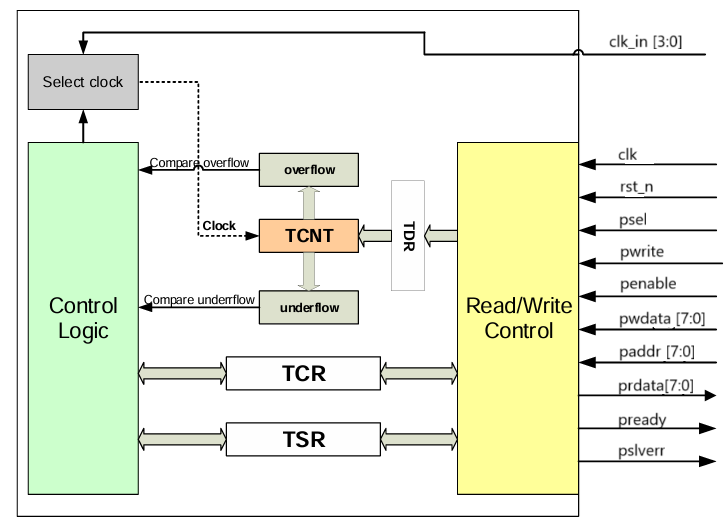 clk_in [3:0]
Select clock
clk
Compare overflow
overflow
rst_n
psel
Clock
TCNT
TDR
pwrite
penable
Compare underrflow
underflow
Control
Logic
Read/Write
Control
pwdata [7:0]
paddr [7:0]
TCR
prdata[7:0]
pready
TSR
pslverr